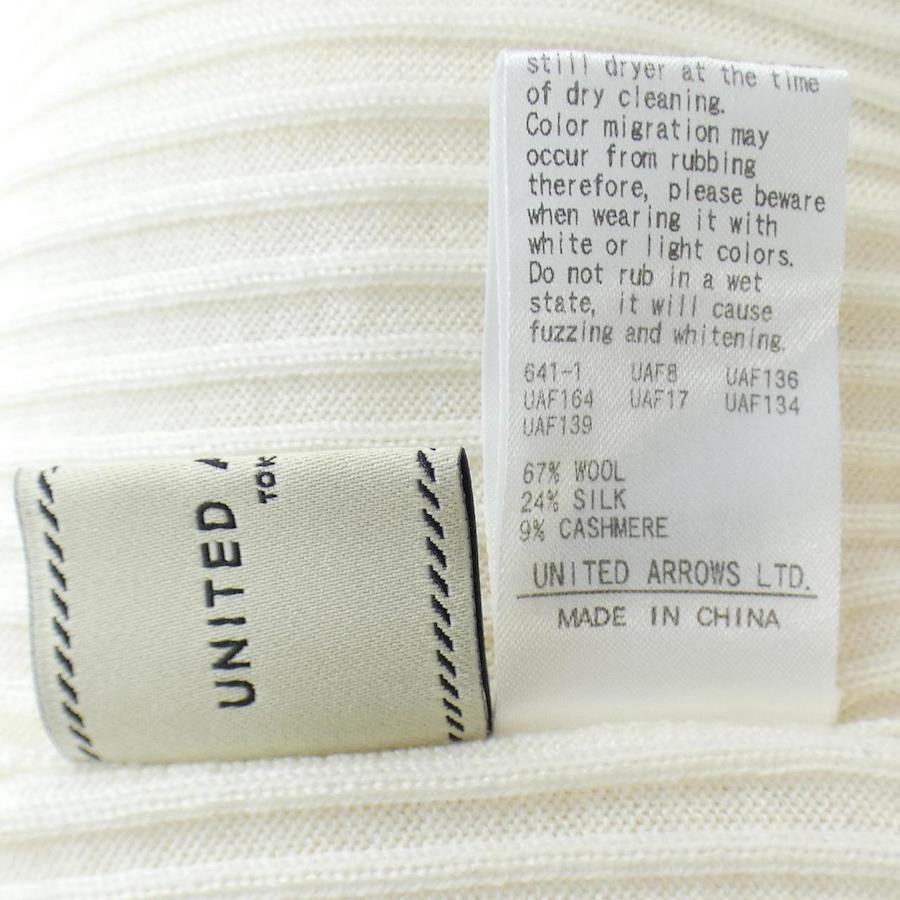 still dryer at the time
of dry cleaning.
Color migration may
occur from rubbing
therefore, please beware
when wearing it with
white or light colors.
Do not rub in a wet
state, it will cause
fuzzing and whitening.
641-1 UAF8 UAF136
UAF164 UAF17 UAF134
UAF139
67% WOOL
24% SILK
9% CASHMERE
UNITED ARROWS LTD.
MADE IN CHINA
UNITED A
TOK